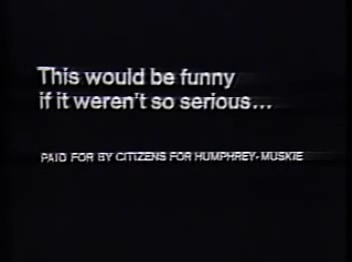 This would be funny
if it weren't so serious...
PAID FOR BY CITIZENS FOR HUMPHREY-MUSKIE